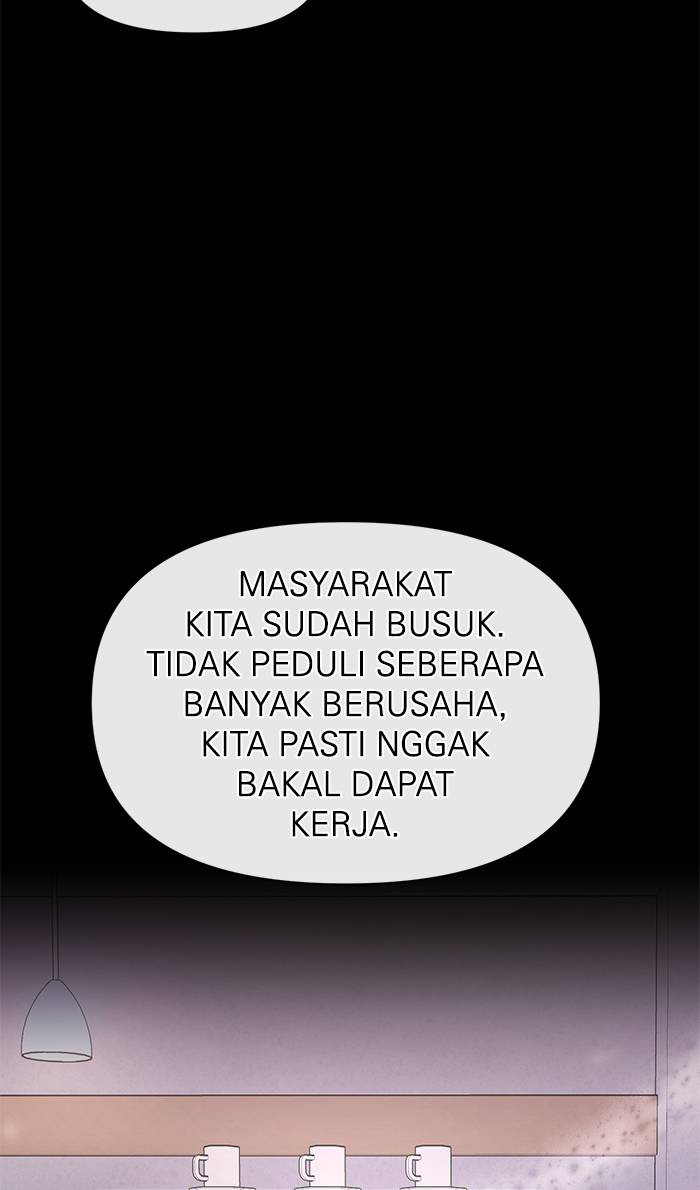 MASYARAKAT
KITA SUDAH BUSUK.
TIDAK PEDULI SEBERAPA
BANYAK BERUSAHA,
KITA PASTI NGGAK
BAKAL DAPAT
KERJA.